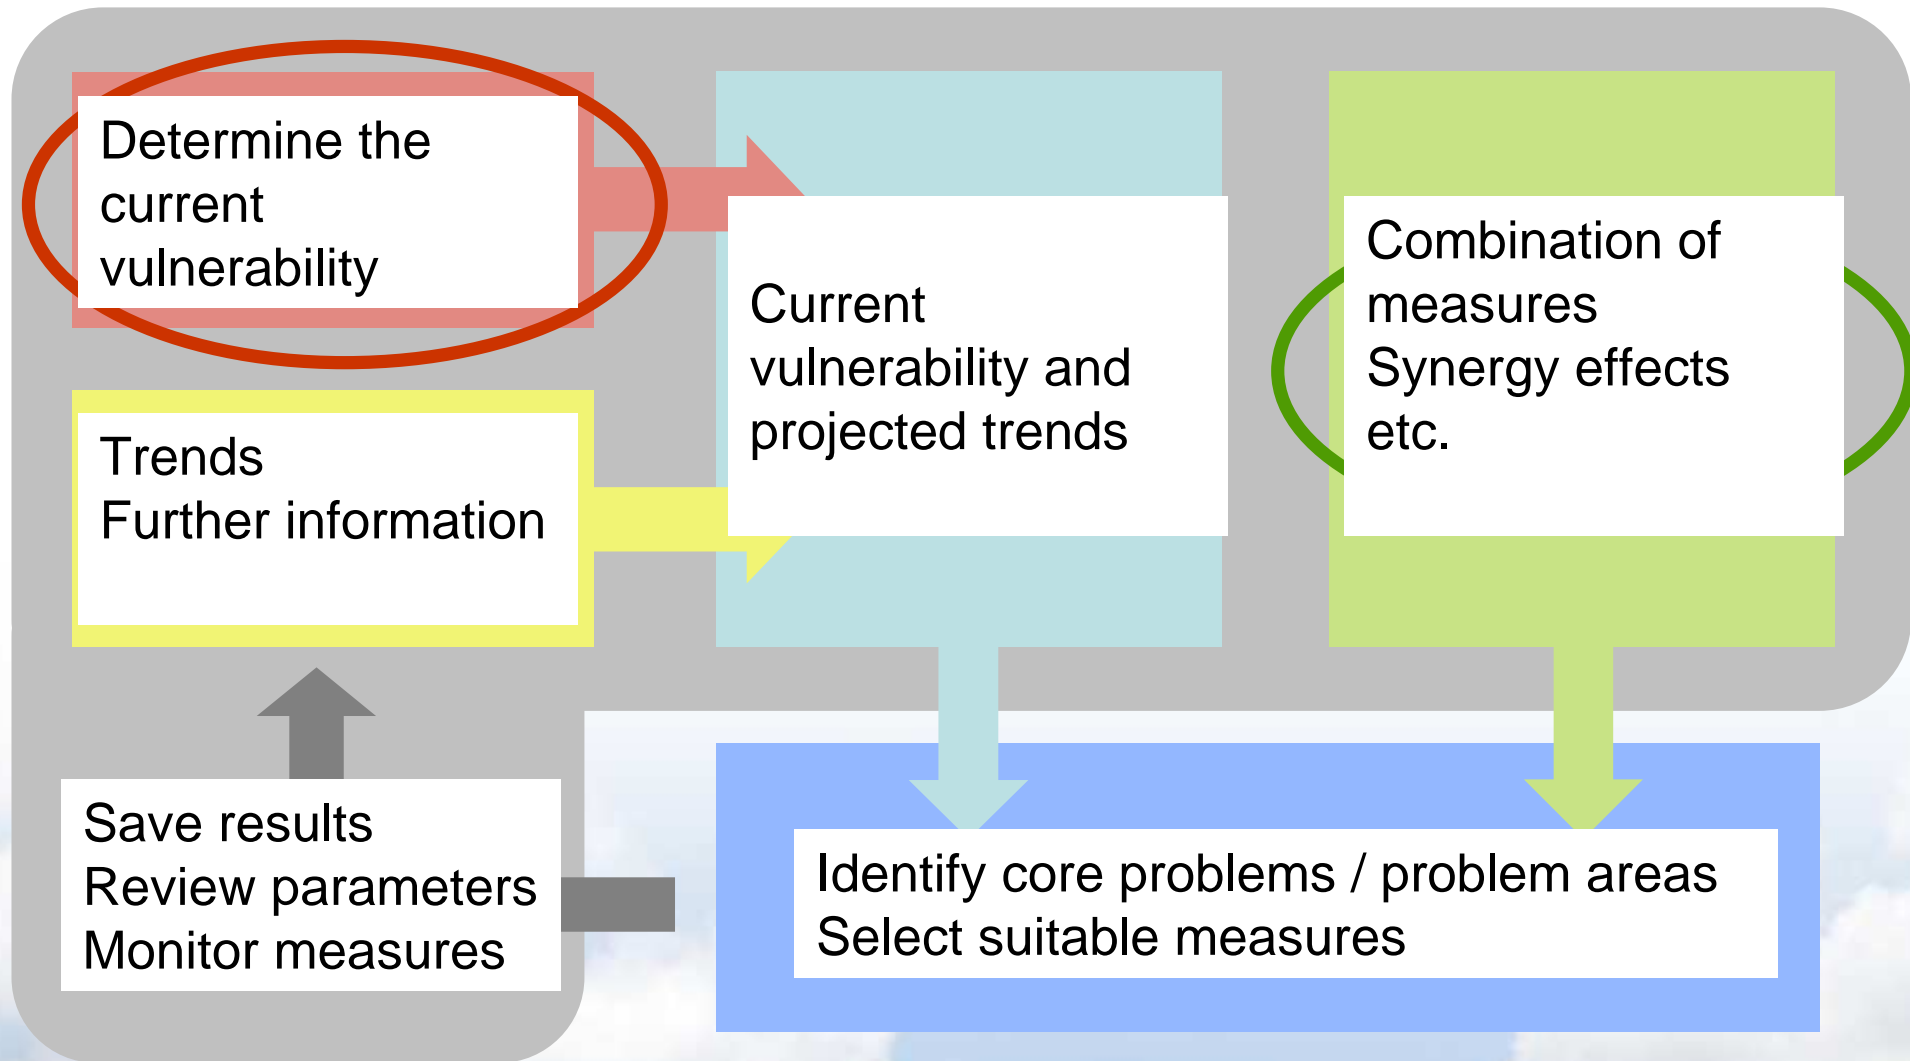 Determine the
current
vulnerability
Trends
Further information
Current
vulnerability and
projected trends
Combination of
measures
Synergy effects
etc.
Save results
Review parameters
Monitor measures
Identify core problems / problem areas
Select suitable measures